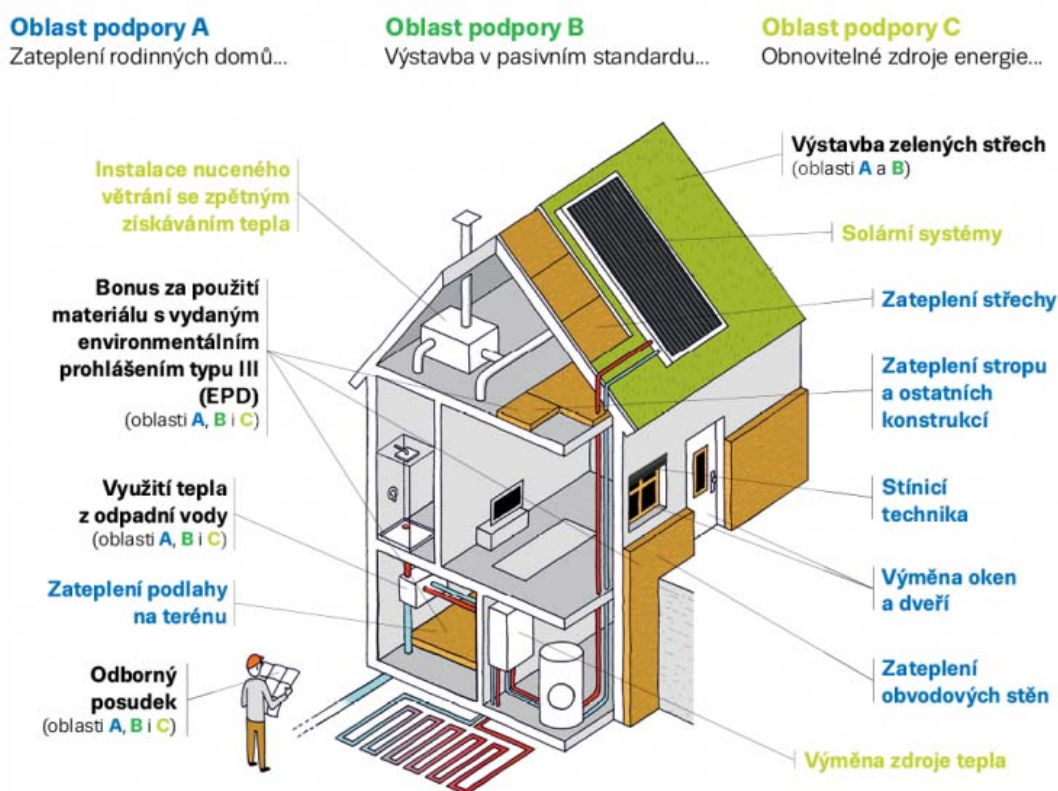 Oblast podpory A
Zateplení rodinných domů...
Oblast podpory B
Výstavba v pasivním standardu...
Oblast podpory C
Obnovitelné zdroje energie...
Instalace nuceného
větrání se zpětným
získáváním tepla
Bonus za použití
materiálu s vydaným
environmentálním
prohlášením typu III
(EPD)
(oblasti A, B i C)
Využití tepla
z odpadní vody
(oblasti A, B i C)
Zateplení podlahy
na terénu
Odborný
posudek
(oblasti A, B i C)
Výstavba zelených střech
(oblasti A a B)
Solární systémy
Zateplení střechy
Zateplení stropu
a ostatních
konstrukcí
Stínicí
technika
Výměna oken
a dveří
Zateplení
obvodových stěn
Výměna zdroje tepla